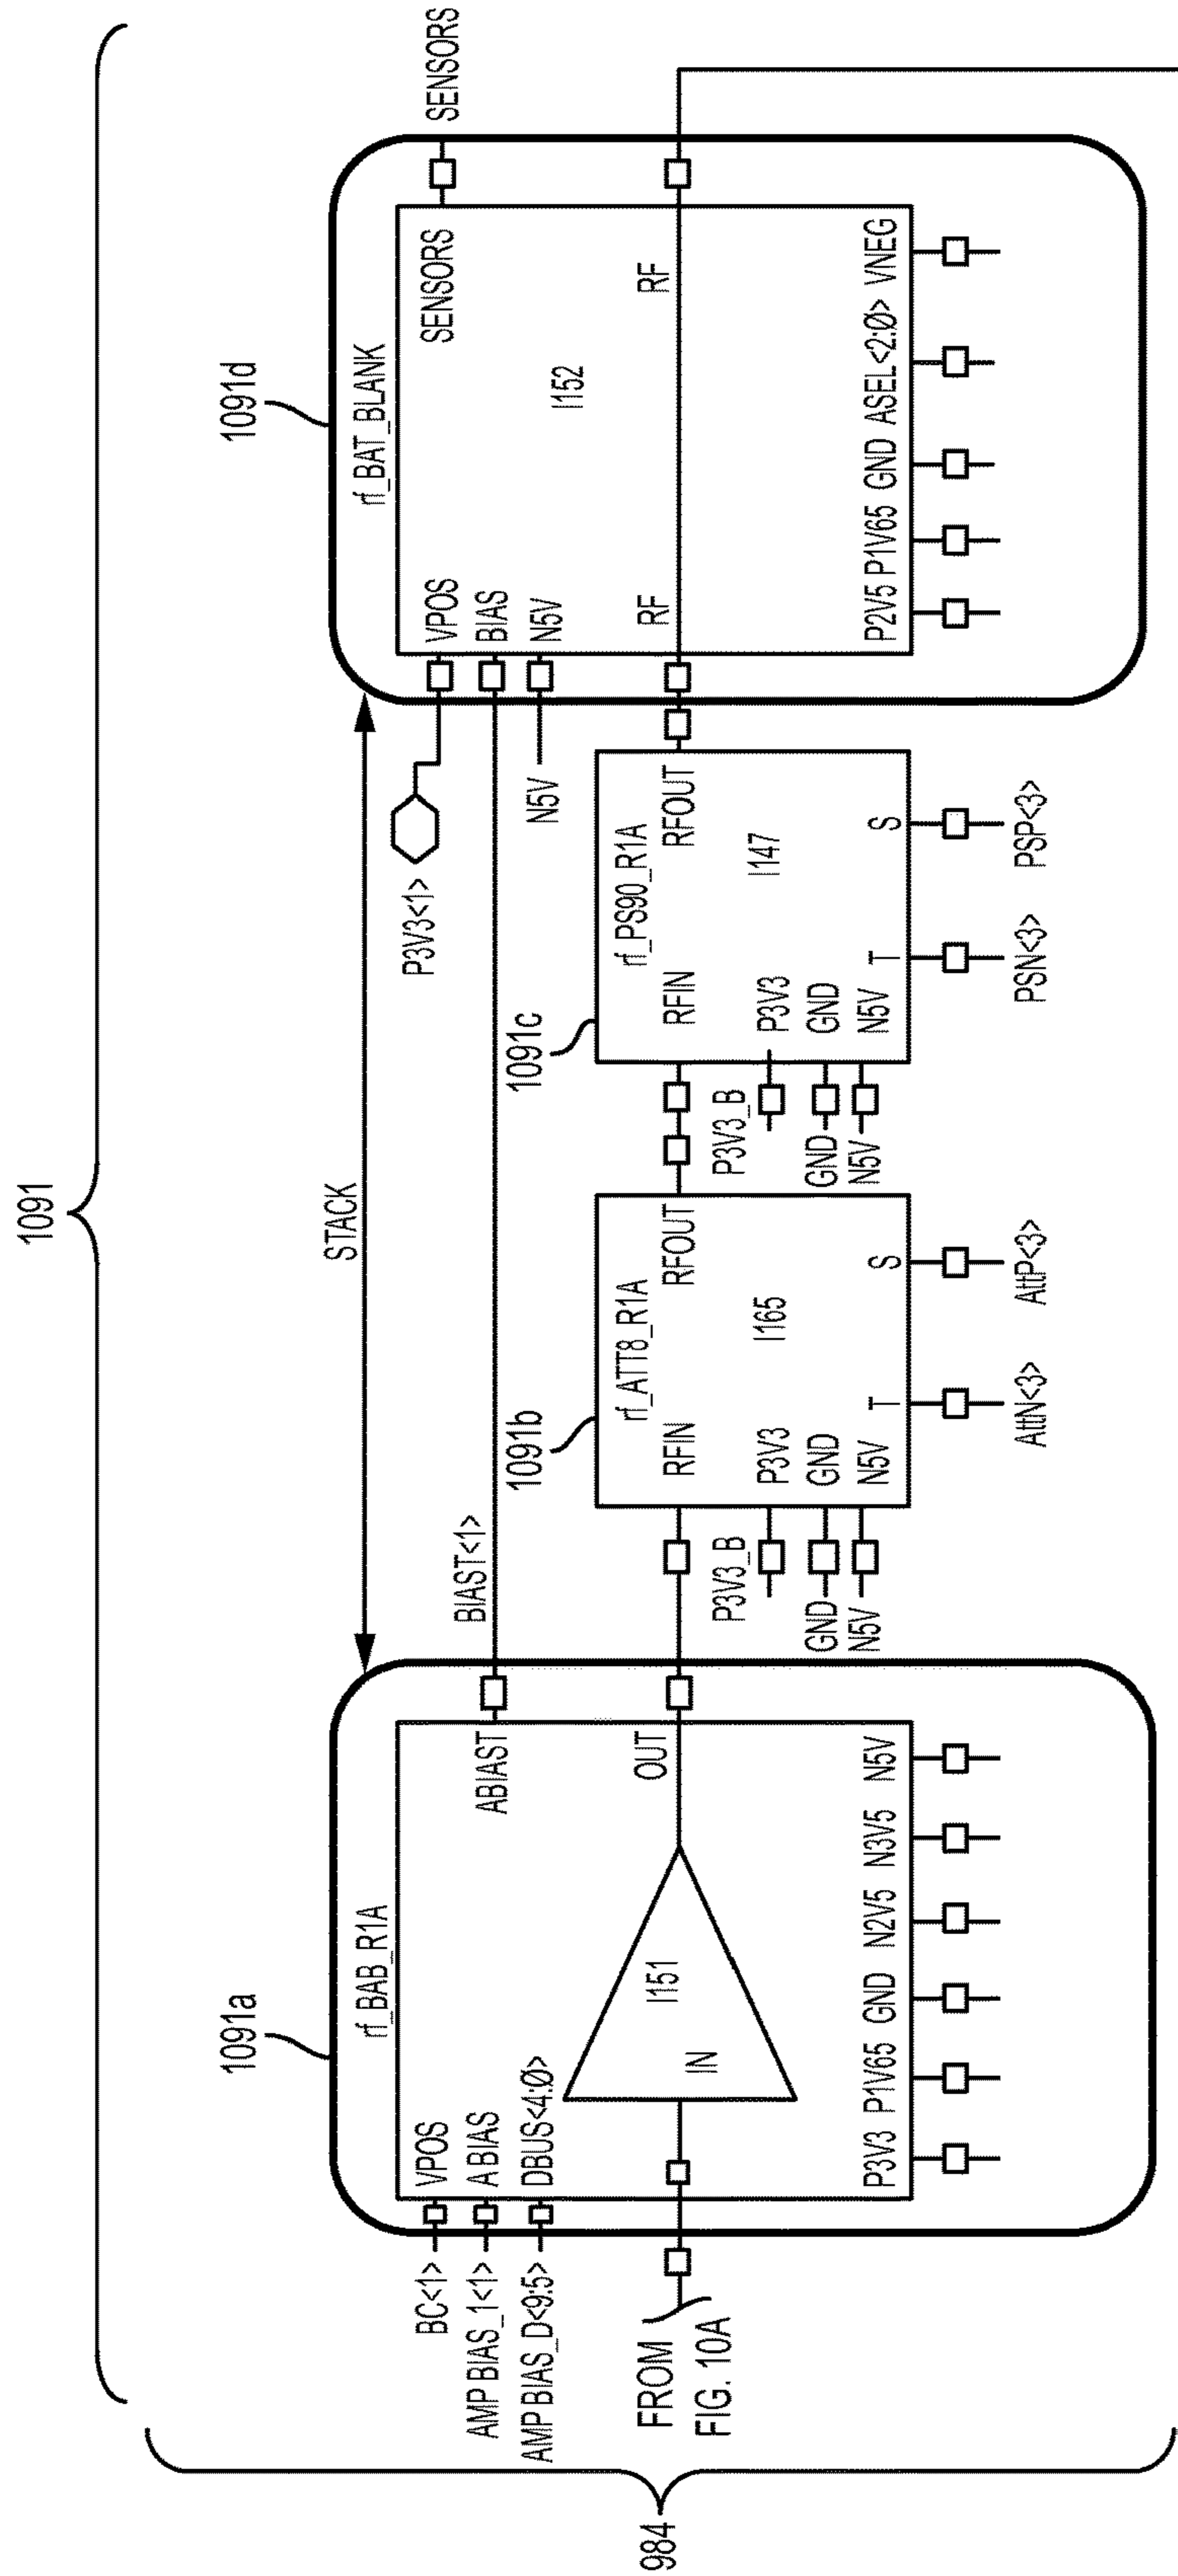 1091
984
STACK
1091a
rf_BAB_R1A
BC<1>
AMP BIAS_1<1>
AMP BIAS_D<9:5>
VPOS
A BIAS
DBUS<4:Ø>
ABIAST
BIAST<1>
FROM
FIG. 10A
IN
I151
OUT
P3V3
P1V65
GND
N2V5
N3V5
N5V
1091b
rf_ATT8_R1A
RFIN
RFOUT
I165
P3V3_B
P3V3
GND
GND
N5V
N5V
T
S
AttN<3>
AttP<3>
1091c
rf_PS90_R1A
RFIN
RFOUT
I147
P3V3_B
P3V3
GND
GND
N5V
N5V
T
S
PSN<3>
PSP<3>
1091d
rf_BAT_BLANK
P3V3<1>
N5V
VPOS
BIAS
N5V
SENSORS
SENSORS
I152
RF
RF
P2V5
P1V65
GND
ASEL<2:Ø>
VNEG